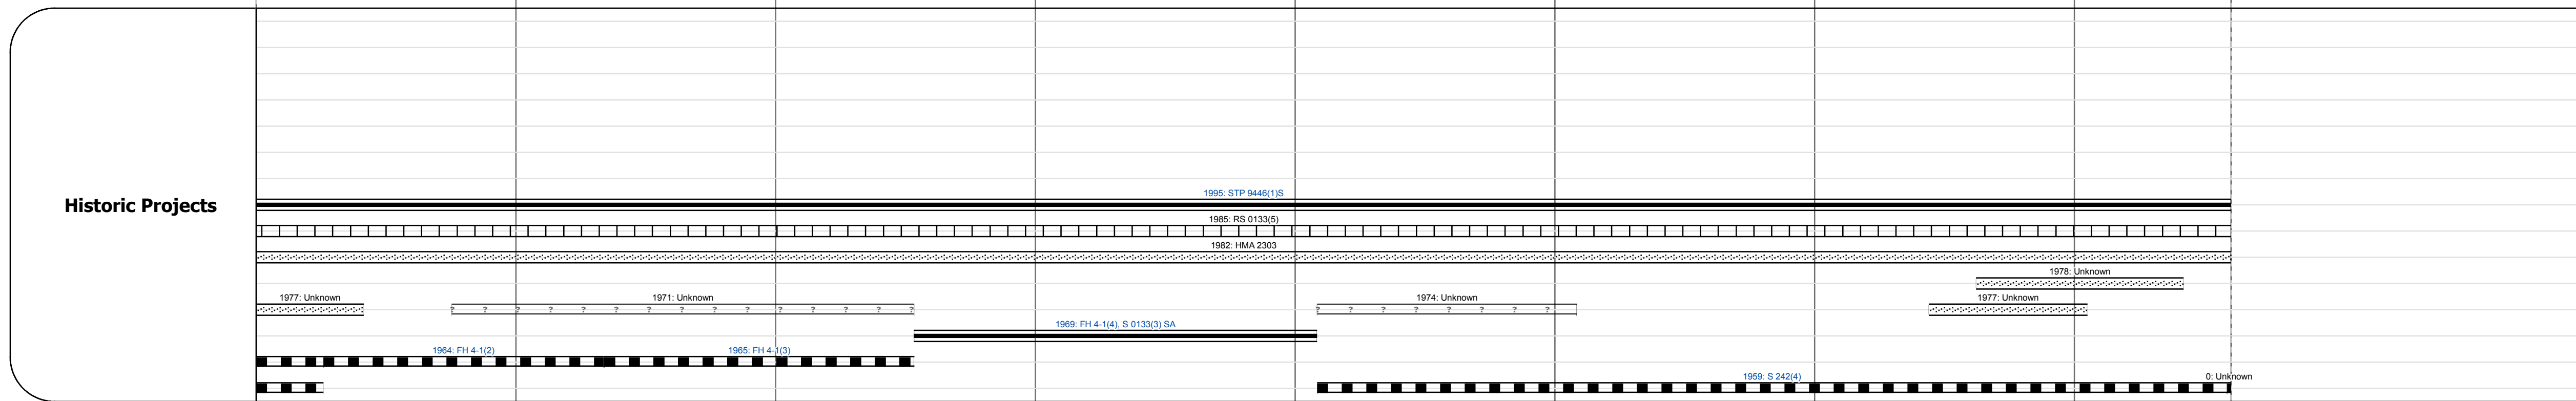 1995: STP 9446(1)S
Historic Projects
1985: RS 0133(5)
1982: HMA 2303
1978: Unknown
1977: Unknown
1971: Unknown
1974: Unknown
1977: Unknown
? ? ? ? ? ? ? ? ? ? ? ? ? ? ?
? ? ? ? ? ? ? ?
1969: FH 4-1(4), S 0133(3) SA
1964: FH 4-1(2)
1965: FH 4-1(3)
1959: S 242(4)
0: Unknown